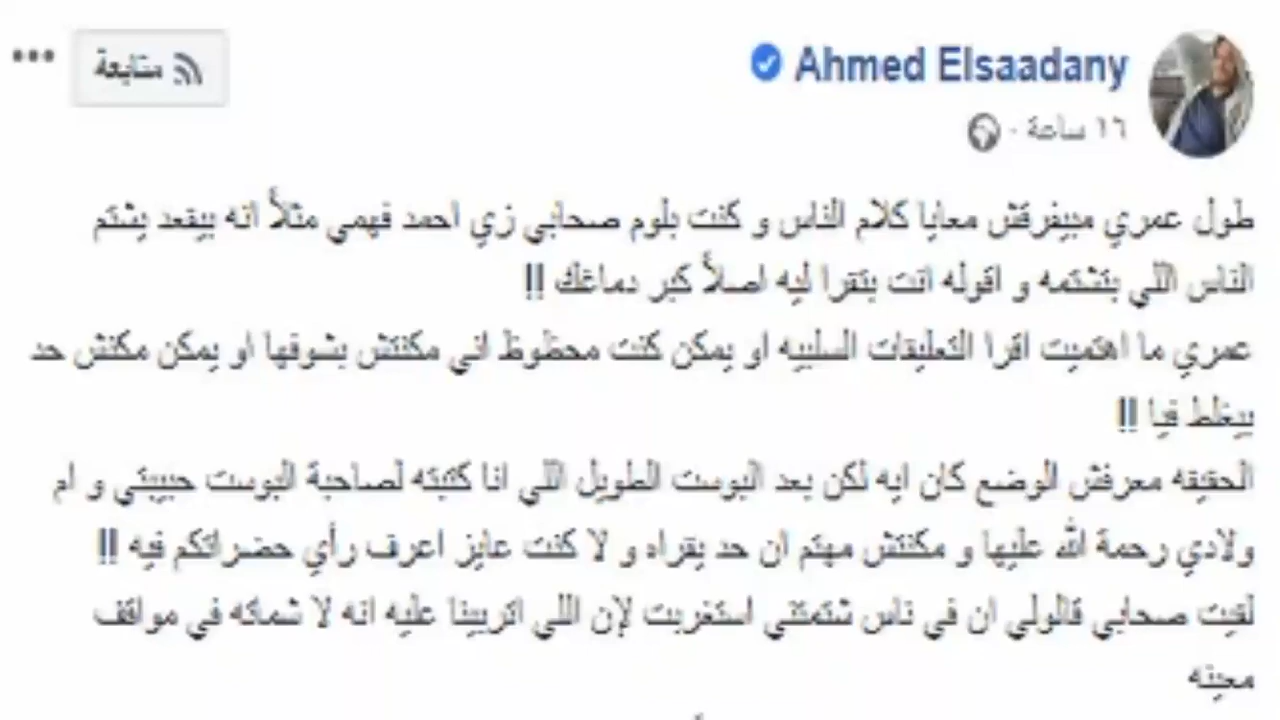 Ahmed Elsaadany
١٦ ساعة ·
متابعة
طول عمري مبيفرقش معايا كلام الناس و كنت بلوم صحابي زي احمد فهمي مثلاً انه بيقعد يشتم
الناس اللي بتشتمه و اقوله انت بتقرا ليه اصلاً كبر دماغك !!
عمري ما اهتميت اقرا التعليقات السلبيه او يمكن كنت محظوظ اني مكنتش بشوفها او يمكن مكنش حد
بيغلط فيا !!
الحقيقه معرفش الوضع كان ايه لكن بعد البوست الطويل اللي انا كتبته لصاحبة البوست حبيبتي و ام
ولادي رحمة الله عليها و مكنتش مهتم ان حد يقراه و لا كنت عايز اعرف رأي حضراتكم فيه !!
لقيت صحابي قالولي ان في ناس شتمتني استغربت لإن اللي اتربينا عليه انه لا شماته في مواقف
معينه